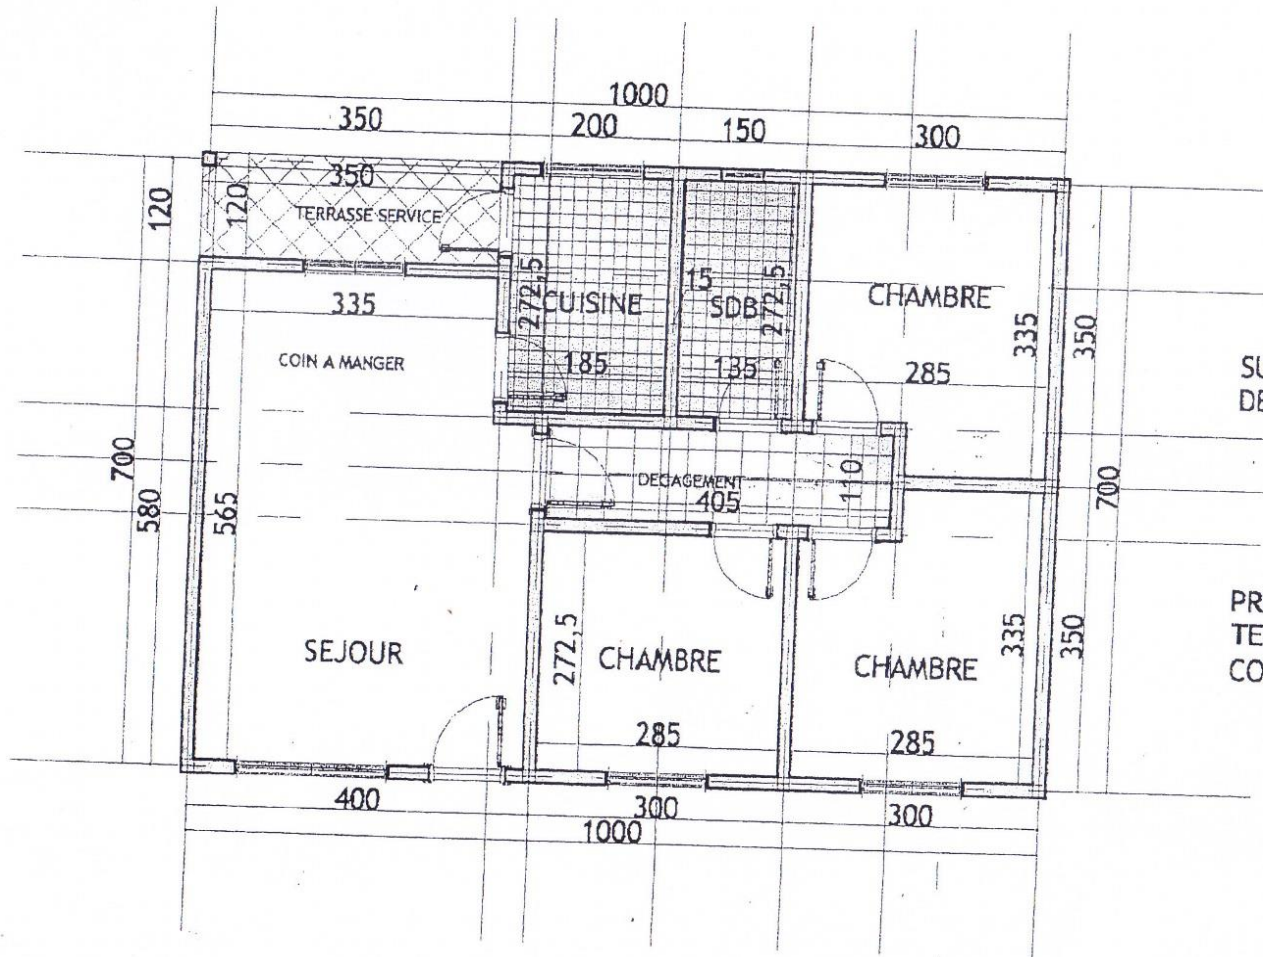 1000
350
200
150
300
350
120
120
TERRASSE SERVICE
272,5
15
272,5
CUISINE
SDB
CHAMBRE
335
335
350
COIN A MANGER
185
135
285
SU
DE
700
580
565
DEGAGEMENT
405
110
700
PR
TE
CO
SEJOUR
272,5
CHAMBRE
CHAMBRE
335
350
285
285
400
300
300
1000